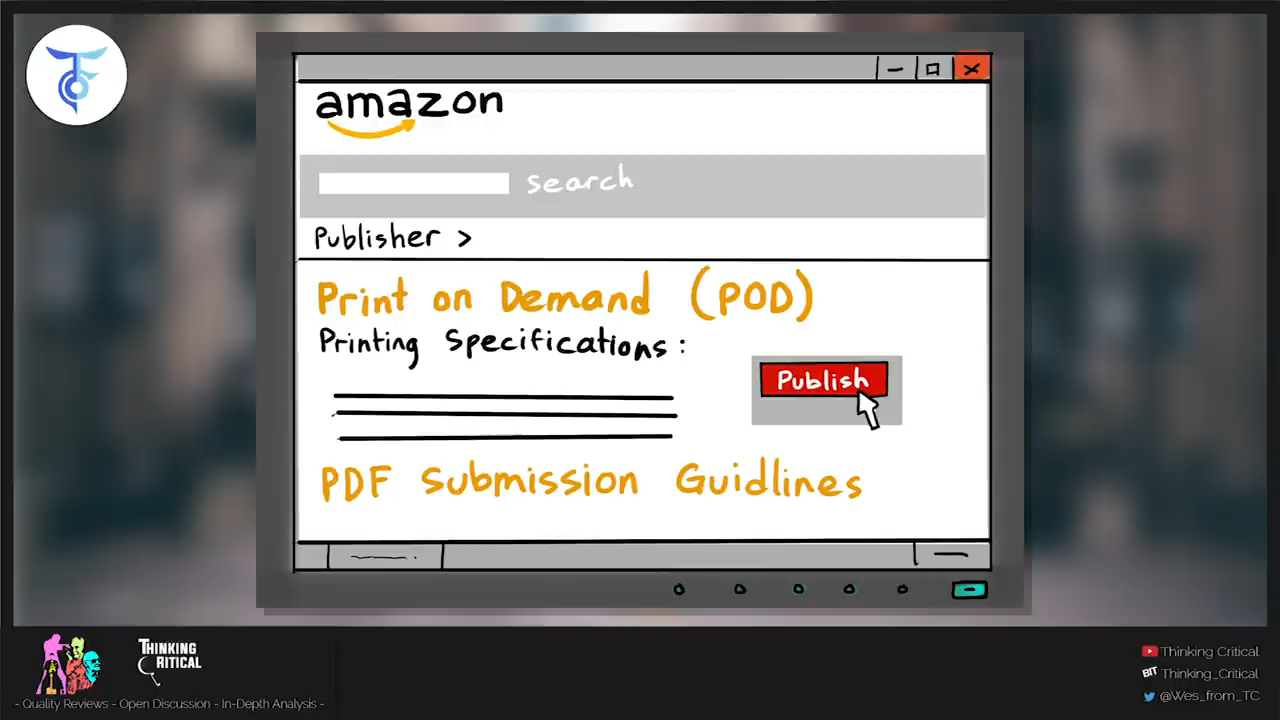 amazon
search
Publisher >
Print on Demand (POD)
Printing Specifications:
Publish
PDF Submission Guidlines
THINKING
CRITICAL
- Quality Reviews - Open Discussion - In-Depth Analysis -
Thinking Critical
BIT Thinking_Critical
@Wes_from_TC